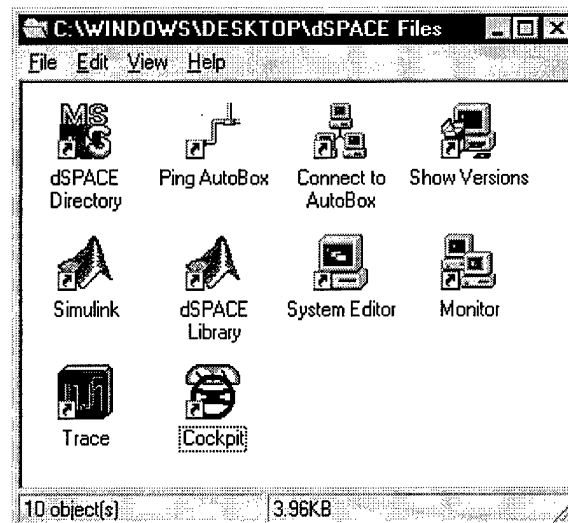 C:\WINDOWS\DESKTOP\dSPACE Files
File Edit View Help
MS
dSPACE Directory
Ping AutoBox
Connect to AutoBox
Show Versions
Simulink
dSPACE Library
System Editor
Monitor
Trace
Cockpit
10 object(s) 3.96KB